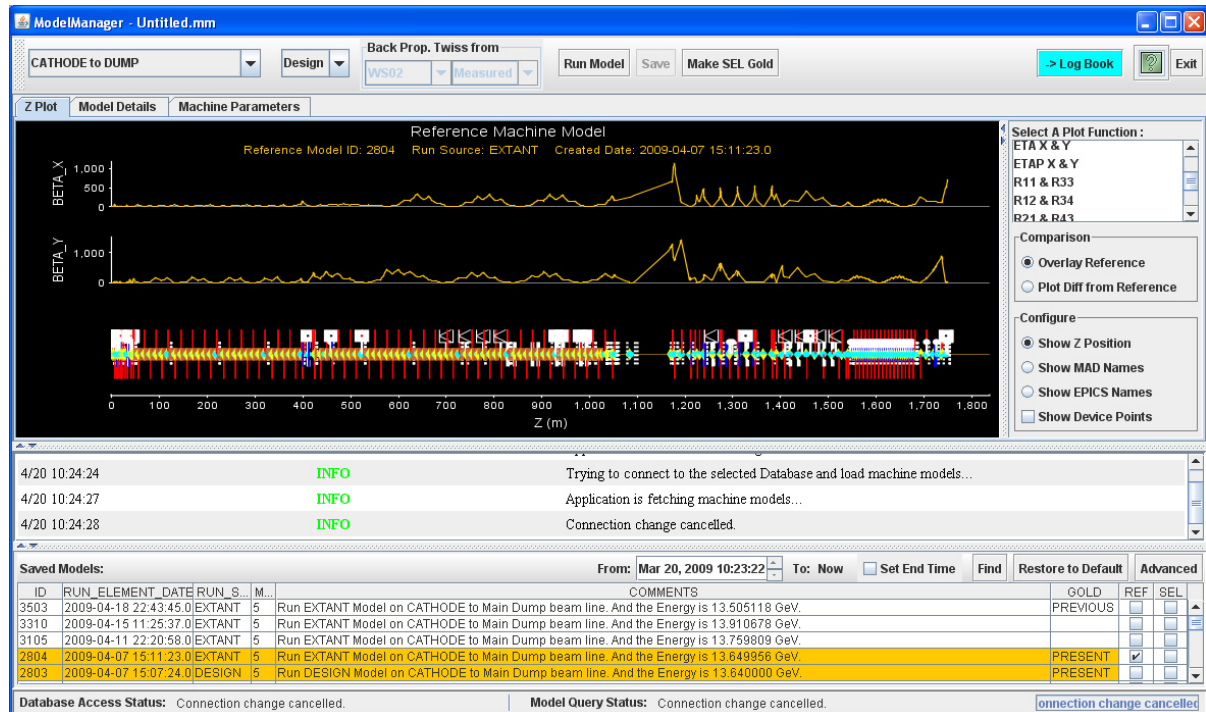 ModelManager - Untitled.mm
CATHODE to DUMP
Design
Back Prop. Twiss from
WS02
Measured
Run Model
Save
Make SEL Gold
-> Log Book
?
Exit
Z Plot
Model Details
Machine Parameters
Reference Machine Model
Reference Model ID: 2804 Run Source: EXTANT Created Date: 2009-04-07 15:11:23.0
BETA_X
1,000
500
0
BETA_Y
1,000
0
0 100 200 300 400 500 600 700 800 900 1,000 1,100 1,200 1,300 1,400 1,500 1,600 1,700 1,800
Z (m)
Select A Plot Function :
ETA X & Y
ETAP X & Y
R11 & R33
R12 & R34
R21 & R43
Comparison
Overlay Reference
Plot Diff from Reference
Configure
Show Z Position
Show MAD Names
Show EPICS Names
Show Device Points
4/20 10:24:24 INFO Trying to connect to the selected Database and load machine models...
4/20 10:24:27 INFO Application is fetching machine models...
4/20 10:24:28 INFO Connection change cancelled.
Saved Models: From: Mar 20, 2009 10:23:22 To: Now Set End Time Find Restore to Default Advanced
ID RUN_ELEMENT_DATE RUN_S... M... COMMENTS GOLD REF SEL
3503 2009-04-18 22:43:45.0 EXTANT 5 Run EXTANT Model on CATHODE to Main Dump beam line. And the Energy is 13.505118 GeV. PREVIOUS
3310 2009-04-15 11:25:37.0 EXTANT 5 Run EXTANT Model on CATHODE to Main Dump beam line. And the Energy is 13.910678 GeV.
3105 2009-04-11 22:20:58.0 EXTANT 5 Run EXTANT Model on CATHODE to Main Dump beam line. And the Energy is 13.759809 GeV.
2804 2009-04-07 15:11:23.0 EXTANT 5 Run EXTANT Model on CATHODE to Main Dump beam line. And the Energy is 13.649956 GeV. PRESENT
2803 2009-04-07 15:07:24.0 DESIGN 5 Run DESIGN Model on CATHODE to Main Dump beam line. And the Energy is 13.640000 GeV. PRESENT
Database Access Status: Connection change cancelled. Model Query Status: Connection change cancelled. onnection change cancelled